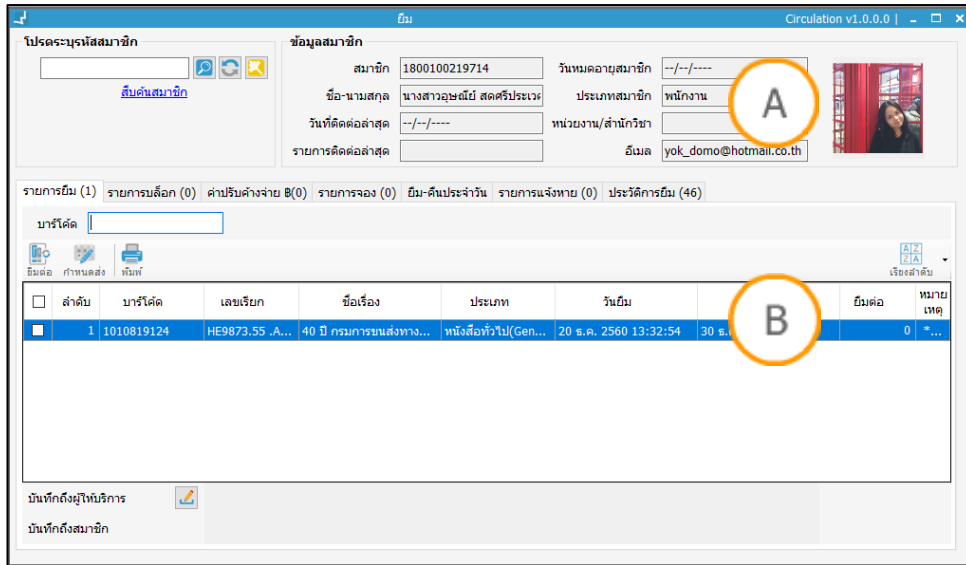 ยืม
Circulation v1.0.0.0 |
โปรดระบุรหัสสมาชิก
สืบค้นสมาชิก
ข้อมูลสมาชิก
สมาชิก 1800100219714 วันหมดอายุสมาชิก --/--/----
ชื่อ-นามสกุล นางสาวอุษณีย์ สดศรีประเวศ ประเภทสมาชิก พนักงาน
วันที่ติดต่อล่าสุด --/--/---- หน่วยงาน/สำนักวิชา
รายการติดต่อล่าสุด อีเมล yok_domo@hotmail.co.th
A
รายการยืม (1) รายการบล็อก (0) ค่าปรับค้างจ่าย ฿(0) รายการจอง (0) ยืม-คืนประจำวัน รายการแจ้งหาย (0) ประวัติการยืม (46)
บาร์โค้ด
ยืมต่อ กำหนดส่ง พิมพ์ เรียงลำดับ
ลำดับ บาร์โค้ด เลขเรียก ชื่อเรื่อง ประเภท วันยืม ยืมต่อ หมายเหตุ
1 1010819124 HE9873.55 .A... 40 ปี กรมการขนส่งทาง... หนังสือทั่วไป(Gen... 20 ธ.ค. 2560 13:32:54 30 ธ. 0 *...
B
บันทึกถึงผู้ให้บริการ
บันทึกถึงสมาชิก